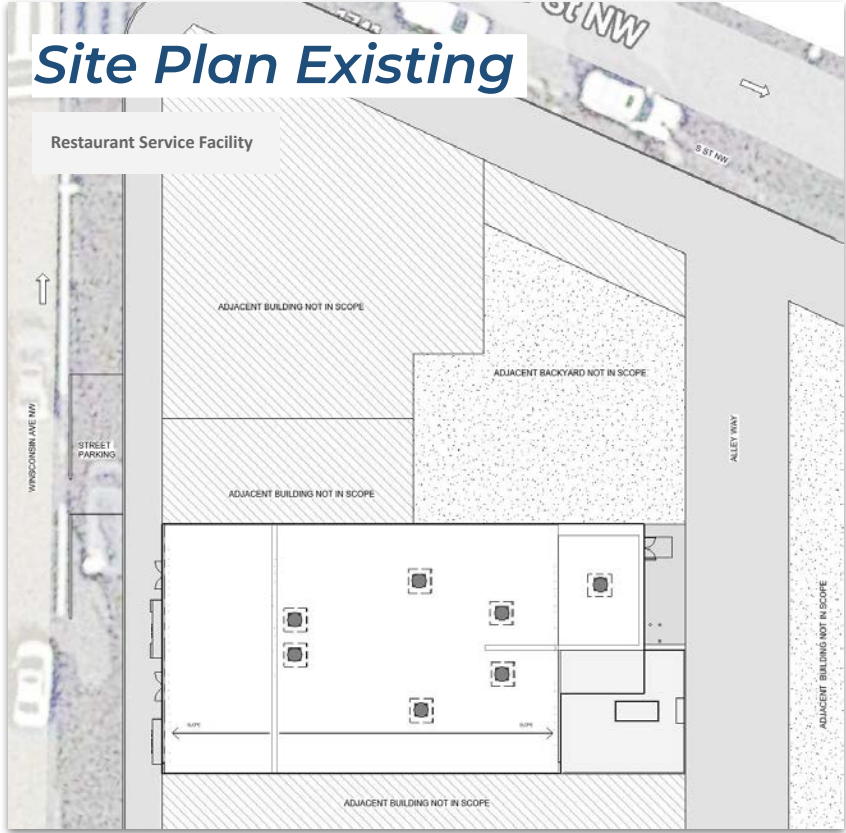 St NW
Site Plan Existing
Restaurant Service Facility
S ST NW
ADJACENT BUILDING NOT IN SCOPE
ADJACENT BACKYARD NOT IN SCOPE
WINSCONSIN AVE NW
STREET
PARKING
ALLEY WAY
ADJACENT BUILDING NOT IN SCOPE
ADJACENT BUILDING NOT IN SCOPE
SLOPE
SLOPE
ADJACENT BUILDING NOT IN SCOPE